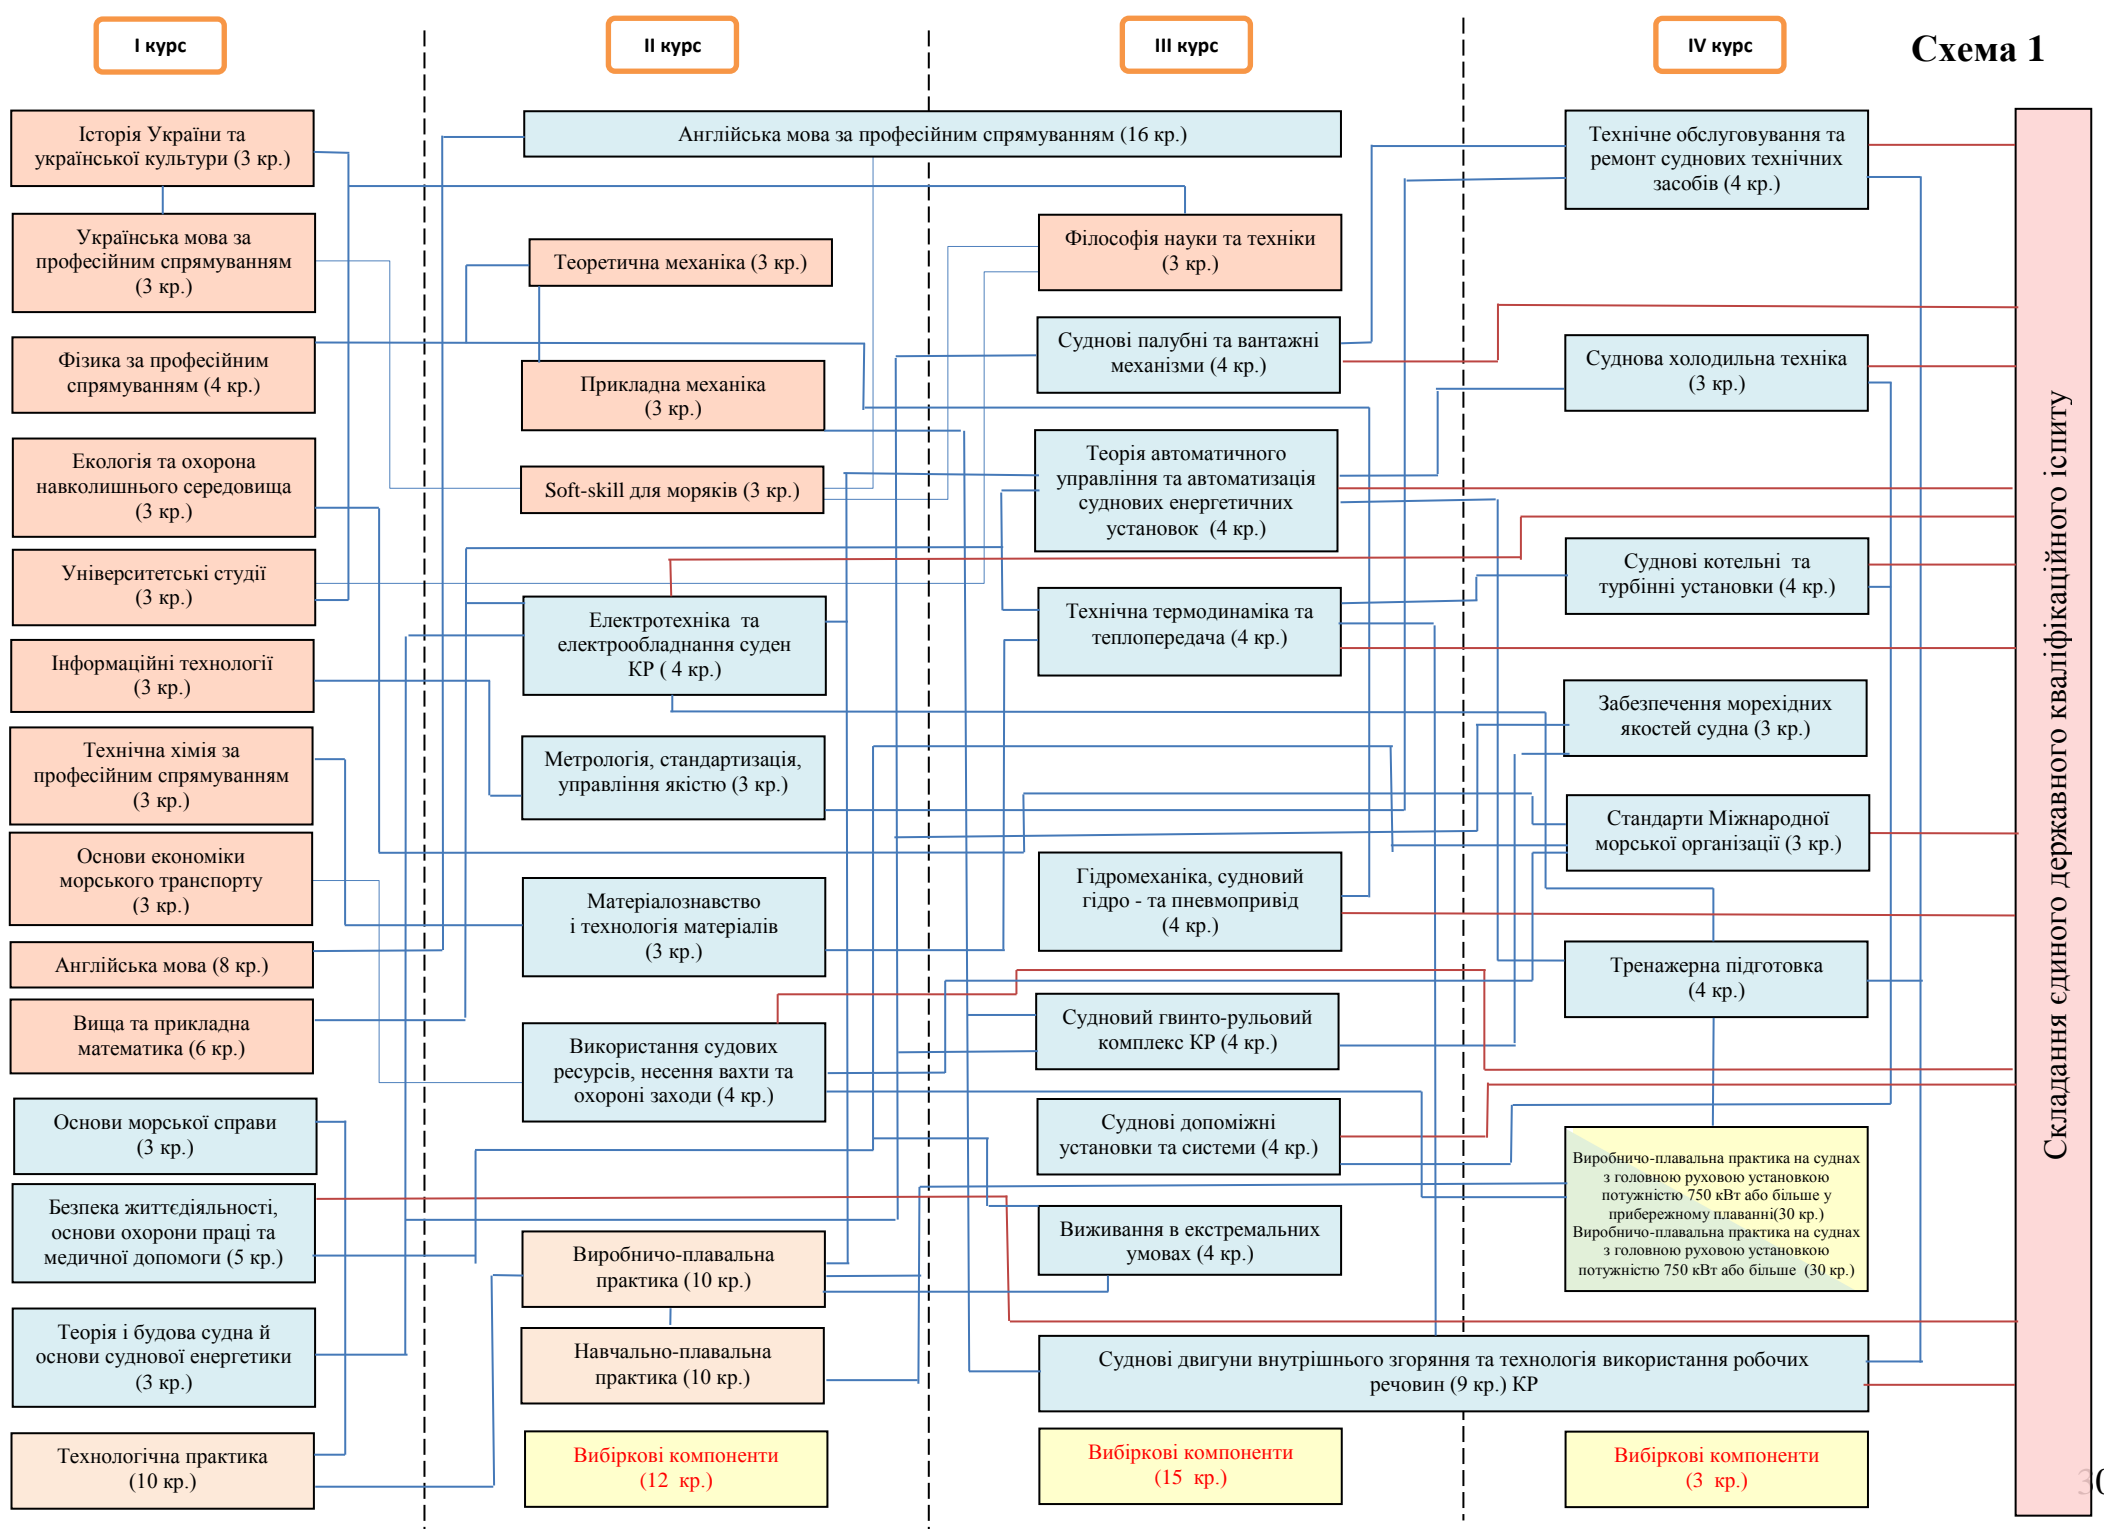 І курс
ІІ курс
ІІІ курс
ІV курс
Схема 1
Історія України та
української культури (3 кр.)
Українська мова за
професійним спрямуванням
(3 кр.)
Фізика за професійним
спрямуванням (4 кр.)
Екологія та охорона
навколишнього середовища
(3 кр.)
Університетські студії
(3 кр.)
Інформаційні технології
(3 кр.)
Технічна хімія за
професійним спрямуванням
(3 кр.)
Основи економіки
морського транспорту
(3 кр.)
Англійська мова (8 кр.)
Вища та прикладна
математика (6 кр.)
Основи морської справи
(3 кр.)
Безпека життєдіяльності,
основи охорони праці та
медичної допомоги (5 кр.)
Теорія і будова судна й
основи суднової енергетики
(3 кр.)
Технологічна практика
(10 кр.)
Англійська мова за професійним спрямуванням (16 кр.)
Теоретична механіка (3 кр.)
Прикладна механіка
(3 кр.)
Soft-skill для моряків (3 кр.)
Електротехніка та
електрообладнання суден
КР ( 4 кр.)
Метрологія, стандартизація,
управління якістю (3 кр.)
Матеріалознавство
і технологія матеріалів
(3 кр.)
Використання судових
ресурсів, несення вахти та
охороні заходи (4 кр.)
Виробничо-плавальна
практика (10 кр.)
Навчально-плавальна
практика (10 кр.)
Вибіркові компоненти
(12 кр.)
Філософія науки та техніки
(3 кр.)
Суднові палубні та вантажні
механізми (4 кр.)
Теорія автоматичного
управління та автоматизація
суднових енергетичних
установок (4 кр.)
Технічна термодинаміка та
теплопередача (4 кр.)
Гідромеханіка, судновий
гідро - та пневмопривід
(4 кр.)
Судновий гвинто-рульовий
комплекс КР (4 кр.)
Суднові допоміжні
установки та системи (4 кр.)
Виживання в екстремальних
умовах (4 кр.)
Суднові двигуни внутрішнього згоряння та технологія використання робочих
речовин (9 кр.) КР
Вибіркові компоненти
(15 кр.)
Технічне обслуговування та
ремонт суднових технічних
засобів (4 кр.)
Суднова холодильна техніка
(3 кр.)
Суднові котельні та
турбінні установки (4 кр.)
Забезпечення морехідних
якостей судна (3 кр.)
Стандарти Міжнародної
морської організації (3 кр.)
Тренажерна підготовка
(4 кр.)
Виробничо-плавальна практика на суднах
з головною руховою установкою
потужністю 750 кВт або більше у
прибережному плаванні(30 кр.)
Виробничо-плавальна практика на суднах
з головною руховою установкою
потужністю 750 кВт або більше (30 кр.)
Вибіркові компоненти
(3 кр.)
Складання єдиного державного кваліфікаційного іспиту
30